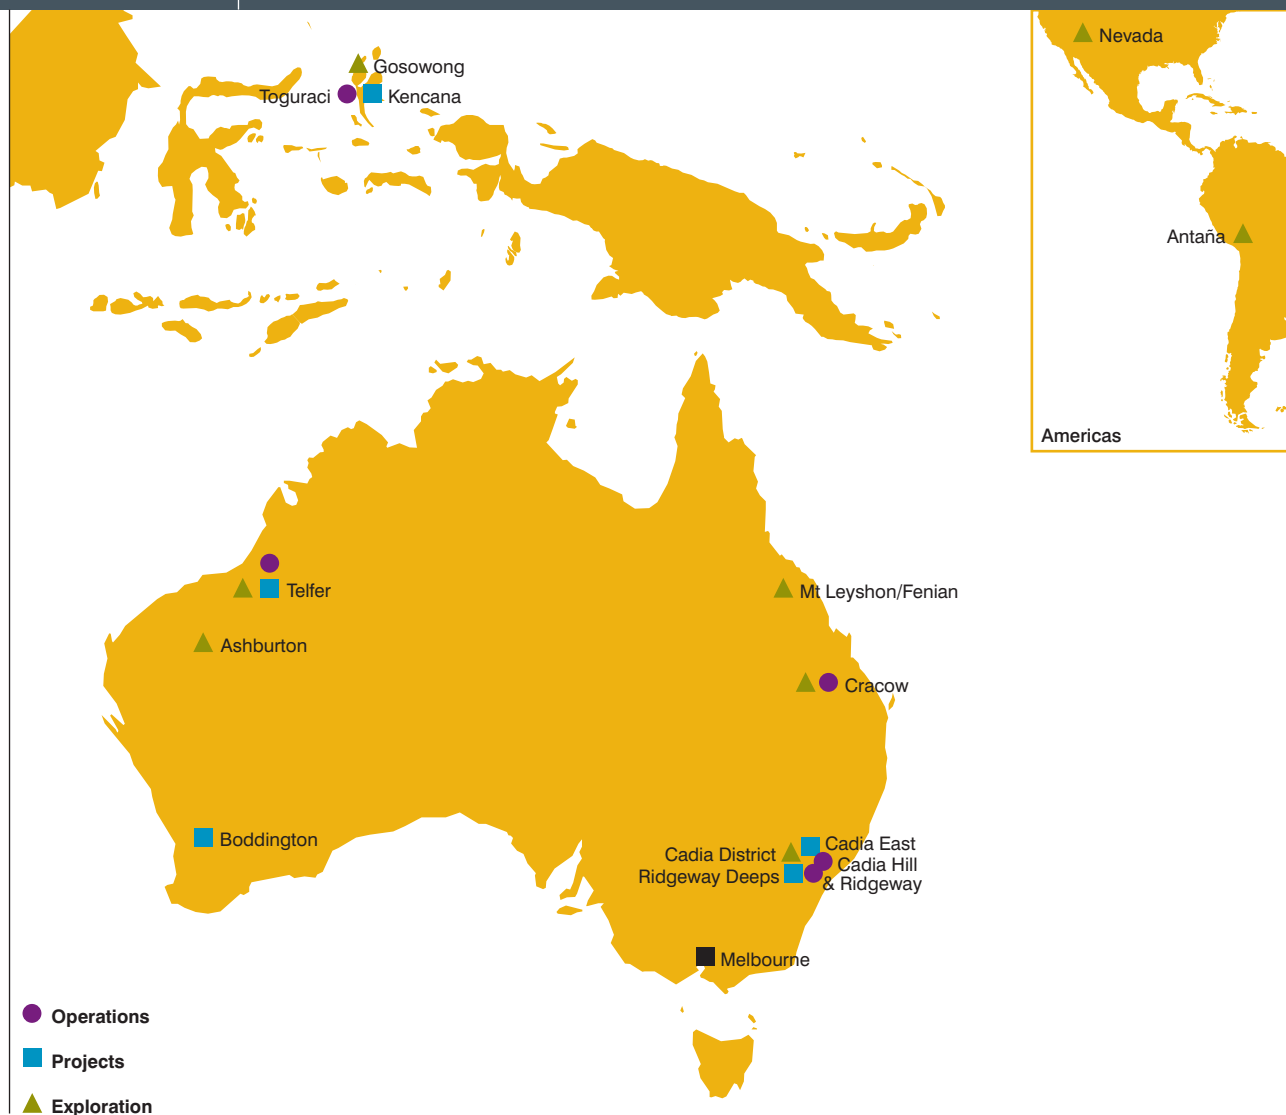 Nevada
Gosowong
Toguraci
Kencana
Antaña
Americas
Telfer
Mt Leyshon/Fenian
Ashburton
Cracow
Boddington
Cadia East
Cadia District
Cadia Hill
Ridgeway Deeps
& Ridgeway
Melbourne
Operations
Projects
Exploration